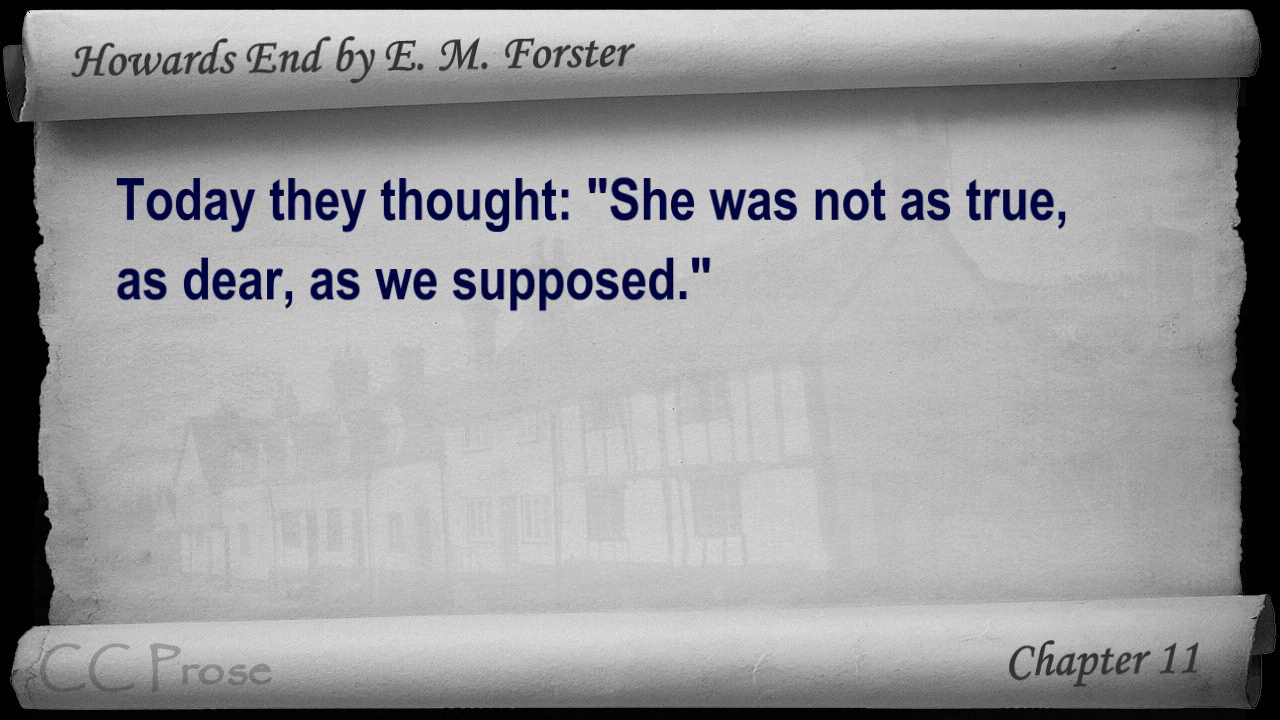 Howards End by E. M. Forster
Today they thought: "She was not as true,
as dear, as we supposed."
CC Prose
Chapter 11